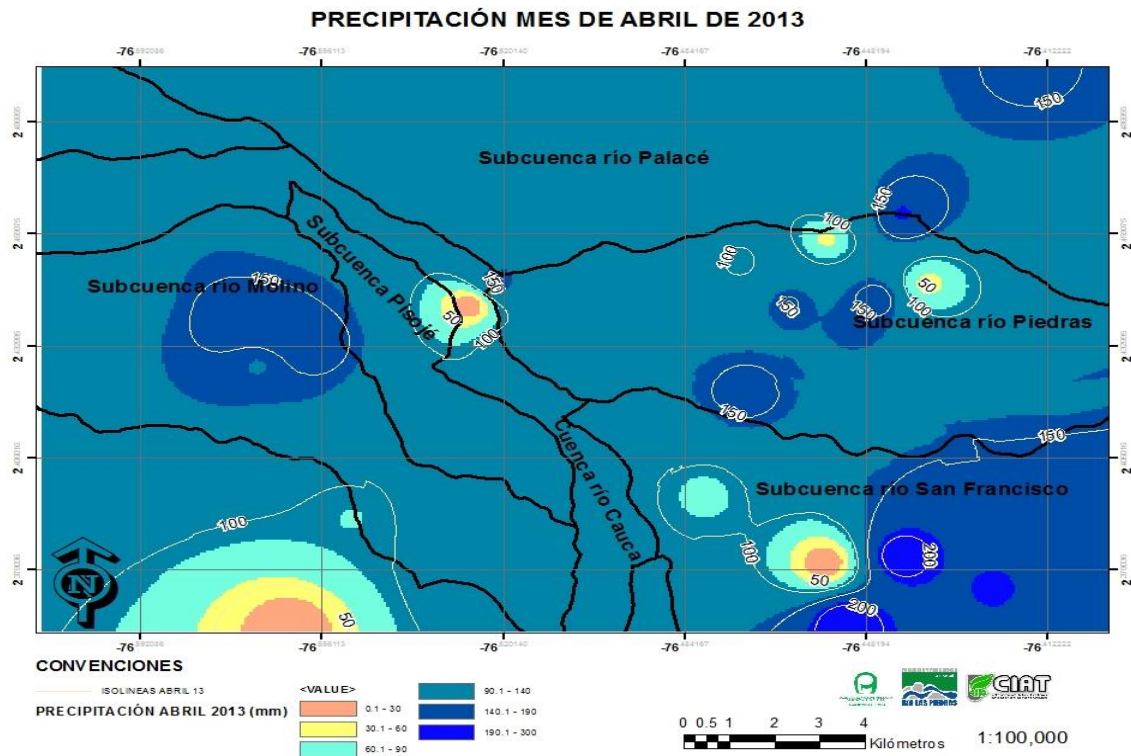 PRECIPITACIÓN MES DE ABRIL DE 2013
-76 -76 -76 -76 -76 -76
150
Subcuenca río Palacé
150
100
100
Subcuenca Pisojé
150
150
Subcuenca río Molino
50
50
100
150
150
Subcuenca río Piedras
100
150
150
Cuenca río Cauca
Subcuenca río San Francisco
100
100
200
50
50
200
N
-76 -76 -76 -76 -76 -76
CONVENCIONES
ISOLINEAS ABRIL 13
PRECIPITACIÓN ABRIL 2013 (mm)
<VALUE>
0.1 - 30
30.1 - 60
60.1 - 90
90.1 - 140
140.1 - 190
190.1 - 300
0 0.5 1 2 3 4
Kilómetros
1:100,000
RIO LAS PIEDRAS
CIAT